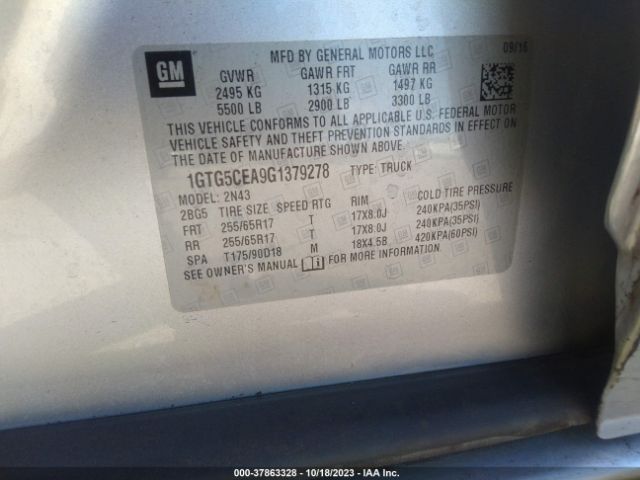 GM
MFD BY GENERAL MOTORS LLC 09/16
GVWR GAWR FRT GAWR RR
2495 KG 1315 KG 1497 KG
5500 LB 2900 LB 3300 LB
THIS VEHICLE CONFORMS TO ALL APPLICABLE U.S. FEDERAL MOTOR
VEHICLE SAFETY AND THEFT PREVENTION STANDARDS IN EFFECT ON
THE DATE OF MANUFACTURE SHOWN ABOVE.
1GTG5CEA9G1379278 TYPE: TRUCK
MODEL: 2N43
2BG5 TIRE SIZE SPEED RTG RIM COLD TIRE PRESSURE
FRT 255/65R17 T 17X8.0J 240KPA(35PSI)
RR 255/65R17 T 17X8.0J 240KPA(35PSI)
SPA T175/90D18 M 18X4.5B 420KPA(60PSI)
SEE OWNER'S MANUAL FOR MORE INFORMATION.
000-37863328 - 10/18/2023 - IAA Inc.